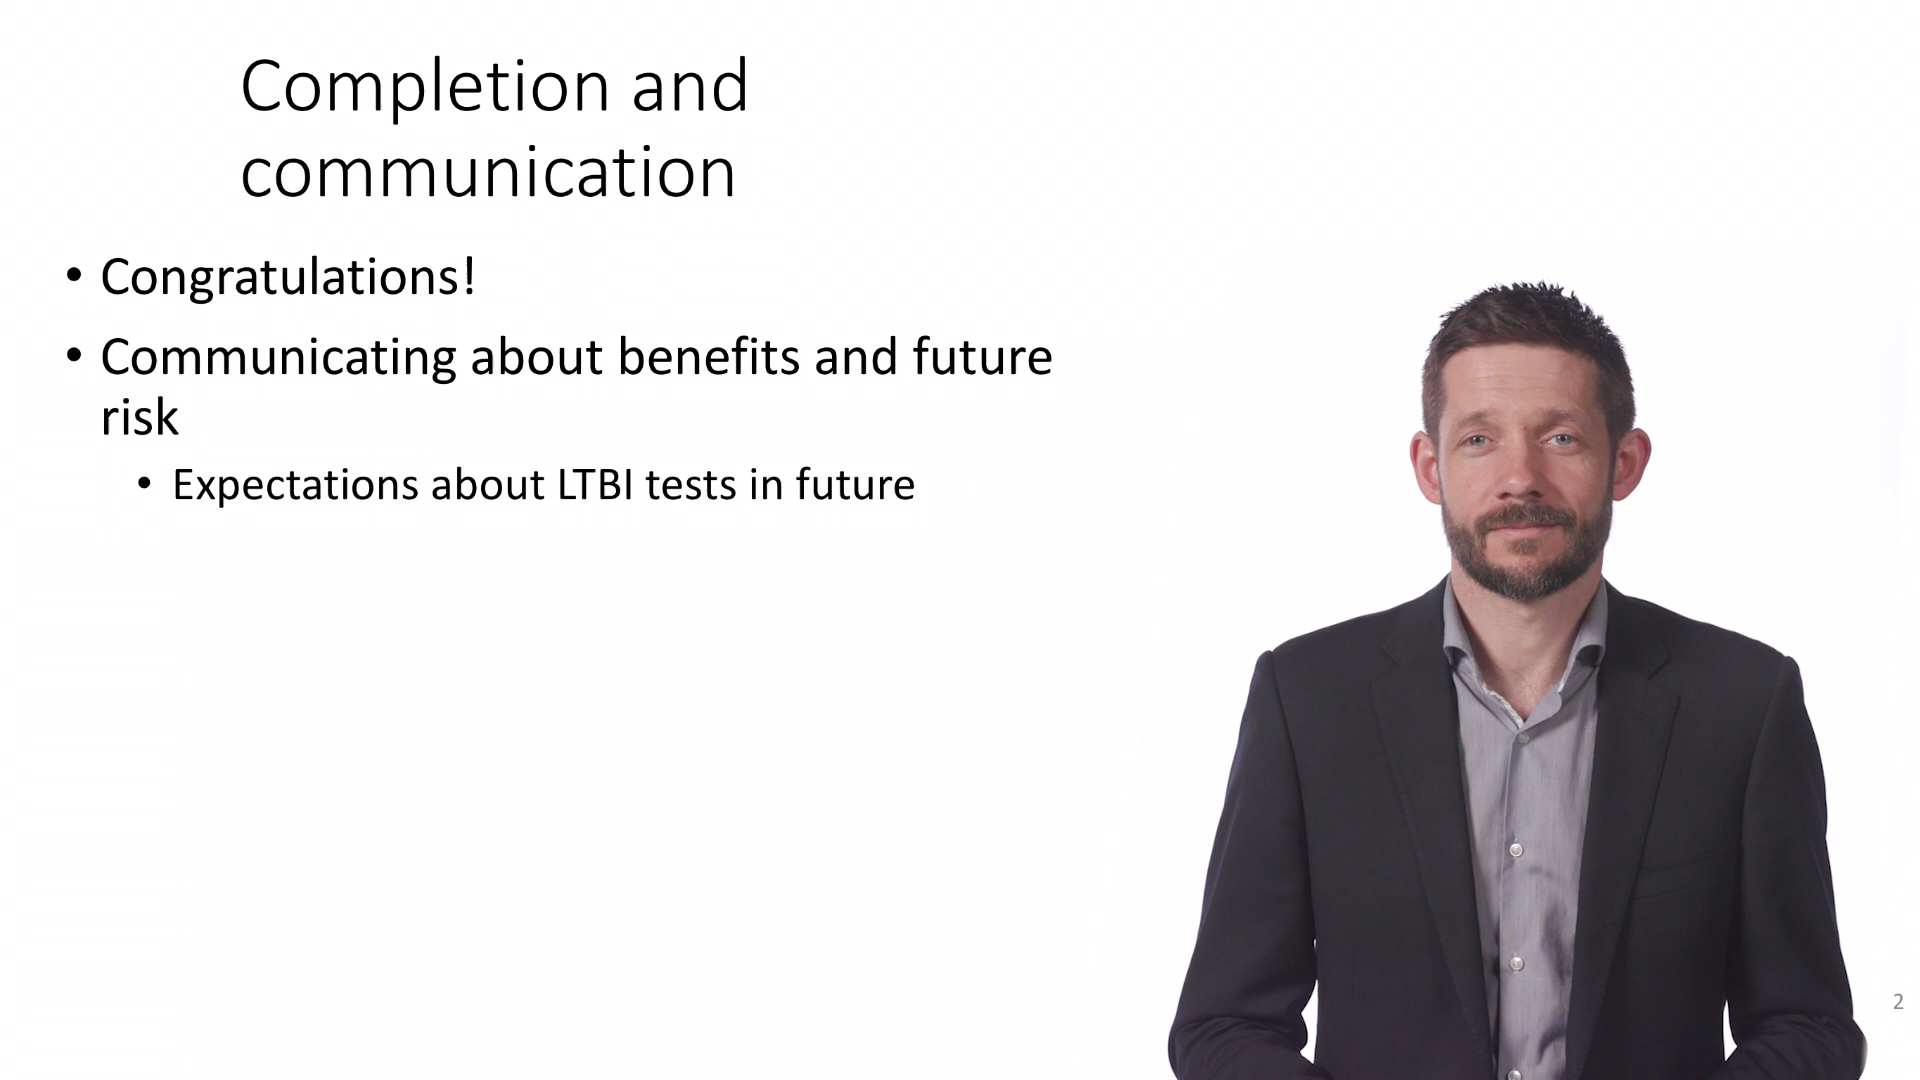 Completion and
communication
• Congratulations!
• Communicating about benefits and future
risk
• Expectations about LTBI tests in future
2